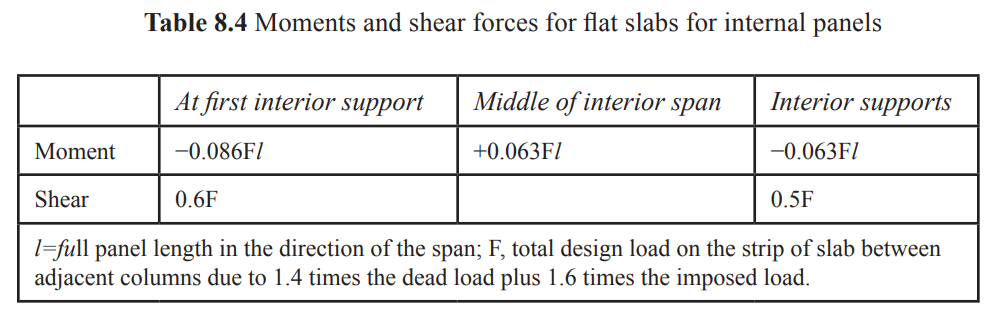 Table 8.4 Moments and shear forces for flat slabs for internal panels
At first interior support Middle of interior span Interior supports
Moment −0.086Fl +0.063Fl −0.063Fl
Shear 0.6F 0.5F
l=full panel length in the direction of the span; F, total design load on the strip of slab between
adjacent columns due to 1.4 times the dead load plus 1.6 times the imposed load.